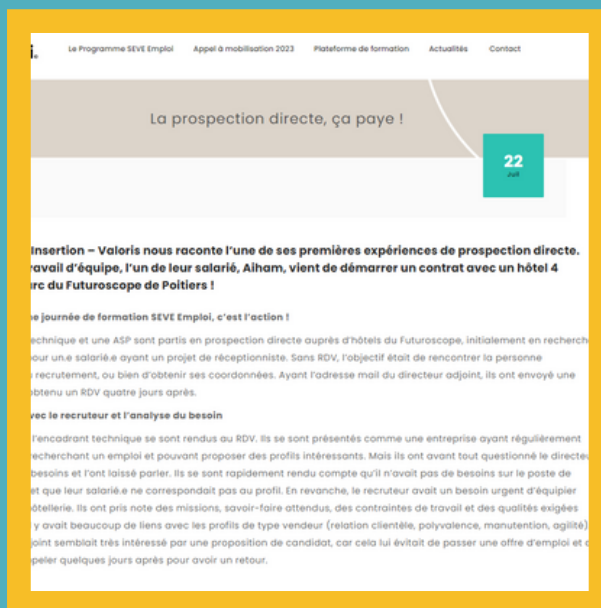 i.
Le Programme SEVE Emploi Appel à mobilisation 2023 Plateforme de formation Actualités Contact
La prospection directe, ça paye !
22
Juil
Insertion – Valoris nous raconte l'une de ses premières expériences de prospection directe.
ravail d'équipe, l'un de leur salarié, Aiham, vient de démarrer un contrat avec un hôtel 4
rc du Futuroscope de Poitiers !
ne journée de formation SEVE Emploi, c'est l'action !
echnique et une ASP sont partis en prospection directe auprès d'hôtels du Futuroscope, initialement en recherch
our un.e salarié.e ayant un projet de réceptionniste. Sans RDV, l'objectif était de rencontrer la personne
recrutement, ou bien d'obtenir ses coordonnées. Ayant l'adresse mail du directeur adjoint, ils ont envoyé une
obtenu un RDV quatre jours après.
vec le recruteur et l'analyse du besoin
l'encadrant technique se sont rendus au RDV. Ils se sont présentés comme une entreprise ayant régulièrement
recherchant un emploi et pouvant proposer des profils intéressants. Mais ils ont avant tout questionné le directeu
besoins et l'ont laissé parler. Ils se sont rapidement rendu compte qu'il n'avait pas de besoins sur le poste de
et que leur salarié.e ne correspondait pas au profil. En revanche, le recruteur avait un besoin urgent d'équipier
ôtellerie. Ils ont pris note des missions, savoir-faire attendus, des contraintes de travail et des qualités exigées
y avait beaucoup de liens avec les profils de type vendeur (relation clientèle, polyvalence, manutention, agilité)
joint semblait très intéressé par une proposition de candidat, car cela lui évitait de passer une offre d'emploi et
peler quelques jours après pour avoir un retour.